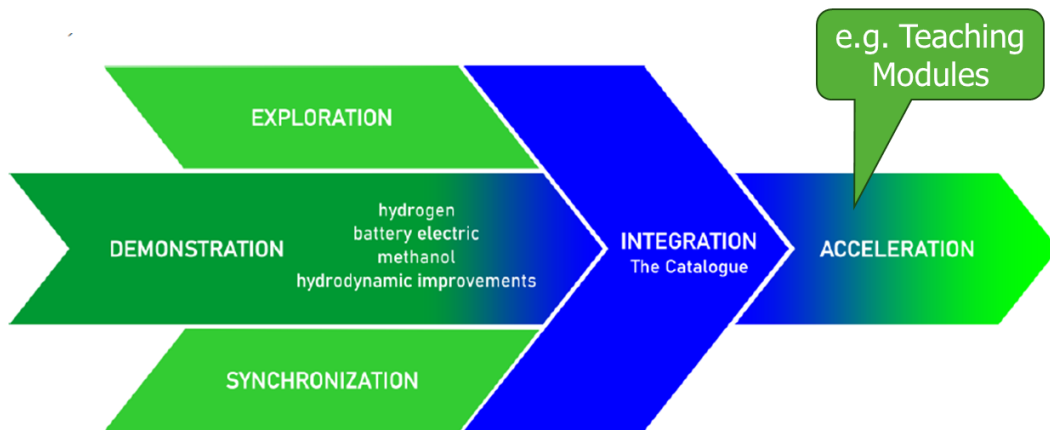 e.g. Teaching
Modules
EXPLORATION
DEMONSTRATION
hydrogen
battery electric
methanol
hydrodynamic improvements
INTEGRATION
The Catalogue
ACCELERATION
SYNCHRONIZATION